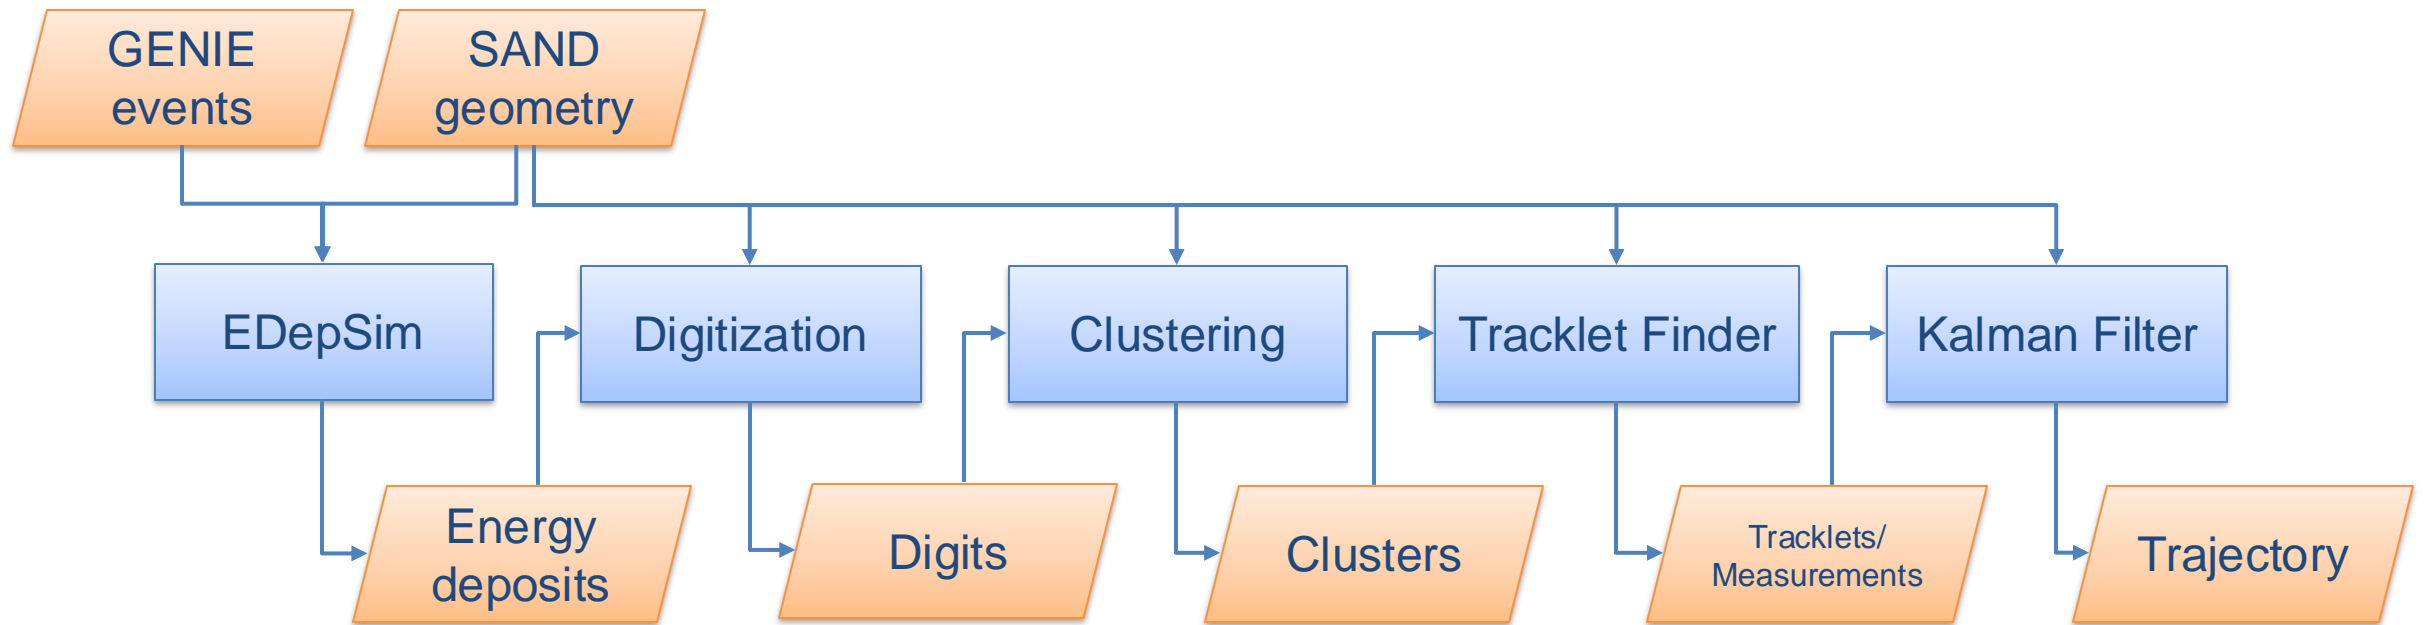 GENIE
events
SAND
geometry
EDepSim
Digitization
Clustering
Tracklet Finder
Kalman Filter
Energy
deposits
Digits
Clusters
Tracklets/
Measurements
Trajectory